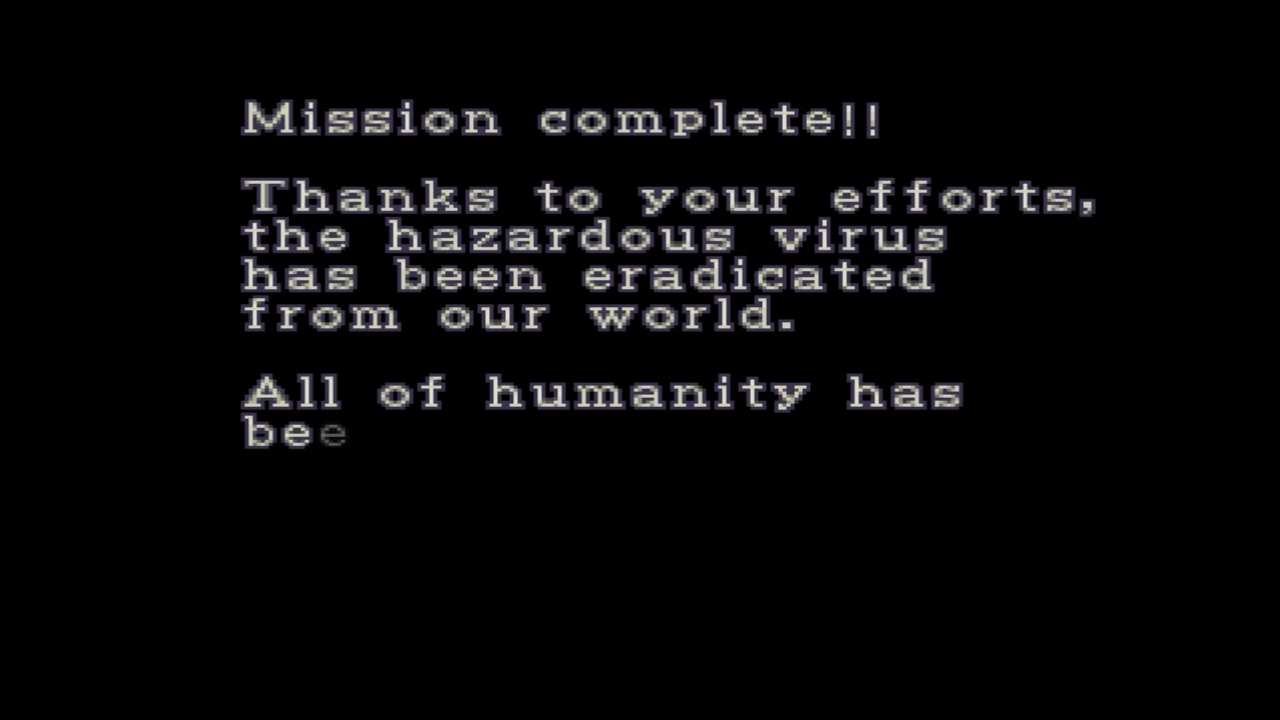 Mission complete!!
Thanks to your efforts,
the hazardous virus
has been eradicated
from our world.
All of humanity has
bee